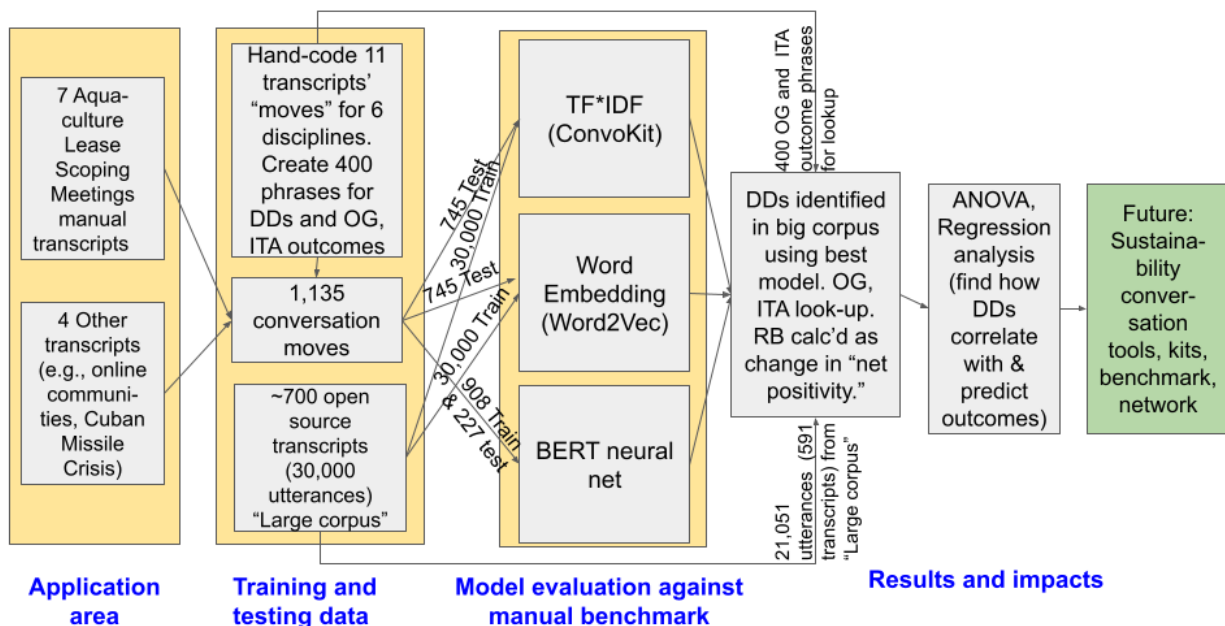 7 Aqua-
culture
Lease
Scoping
Meetings
manual
transcripts
4 Other
transcripts
(e.g., online
communi-
ties, Cuban
Missile
Crisis)
Application
area
Hand-code 11
transcripts’
“moves” for 6
disciplines.
Create 400
phrases for
DDs and OG,
ITA outcomes
1,135
conversation
moves
~700 open
source
transcripts
(30,000
utterances)
“Large corpus”
Training and
testing data
745 Test
30,000 Train
745 Test
30,000 Train
908 Train
& 227 test
TF*IDF
(ConvoKit)
Word
Embedding
(Word2Vec)
BERT neural
net
Model evaluation against
manual benchmark
400 OG and ITA
outcome phrases
for lookup
DDs identified
in big corpus
using best
model. OG,
ITA look-up.
RB calc’d as
change in “net
positivity.”
21,051
utterances (591
transcripts) from
“Large corpus”
ANOVA,
Regression
analysis
(find how
DDs
correlate
with &
predict
outcomes)
Future:
Sustaina-
bility
conver-
sation
tools, kits,
benchmark,
network
Results and impacts